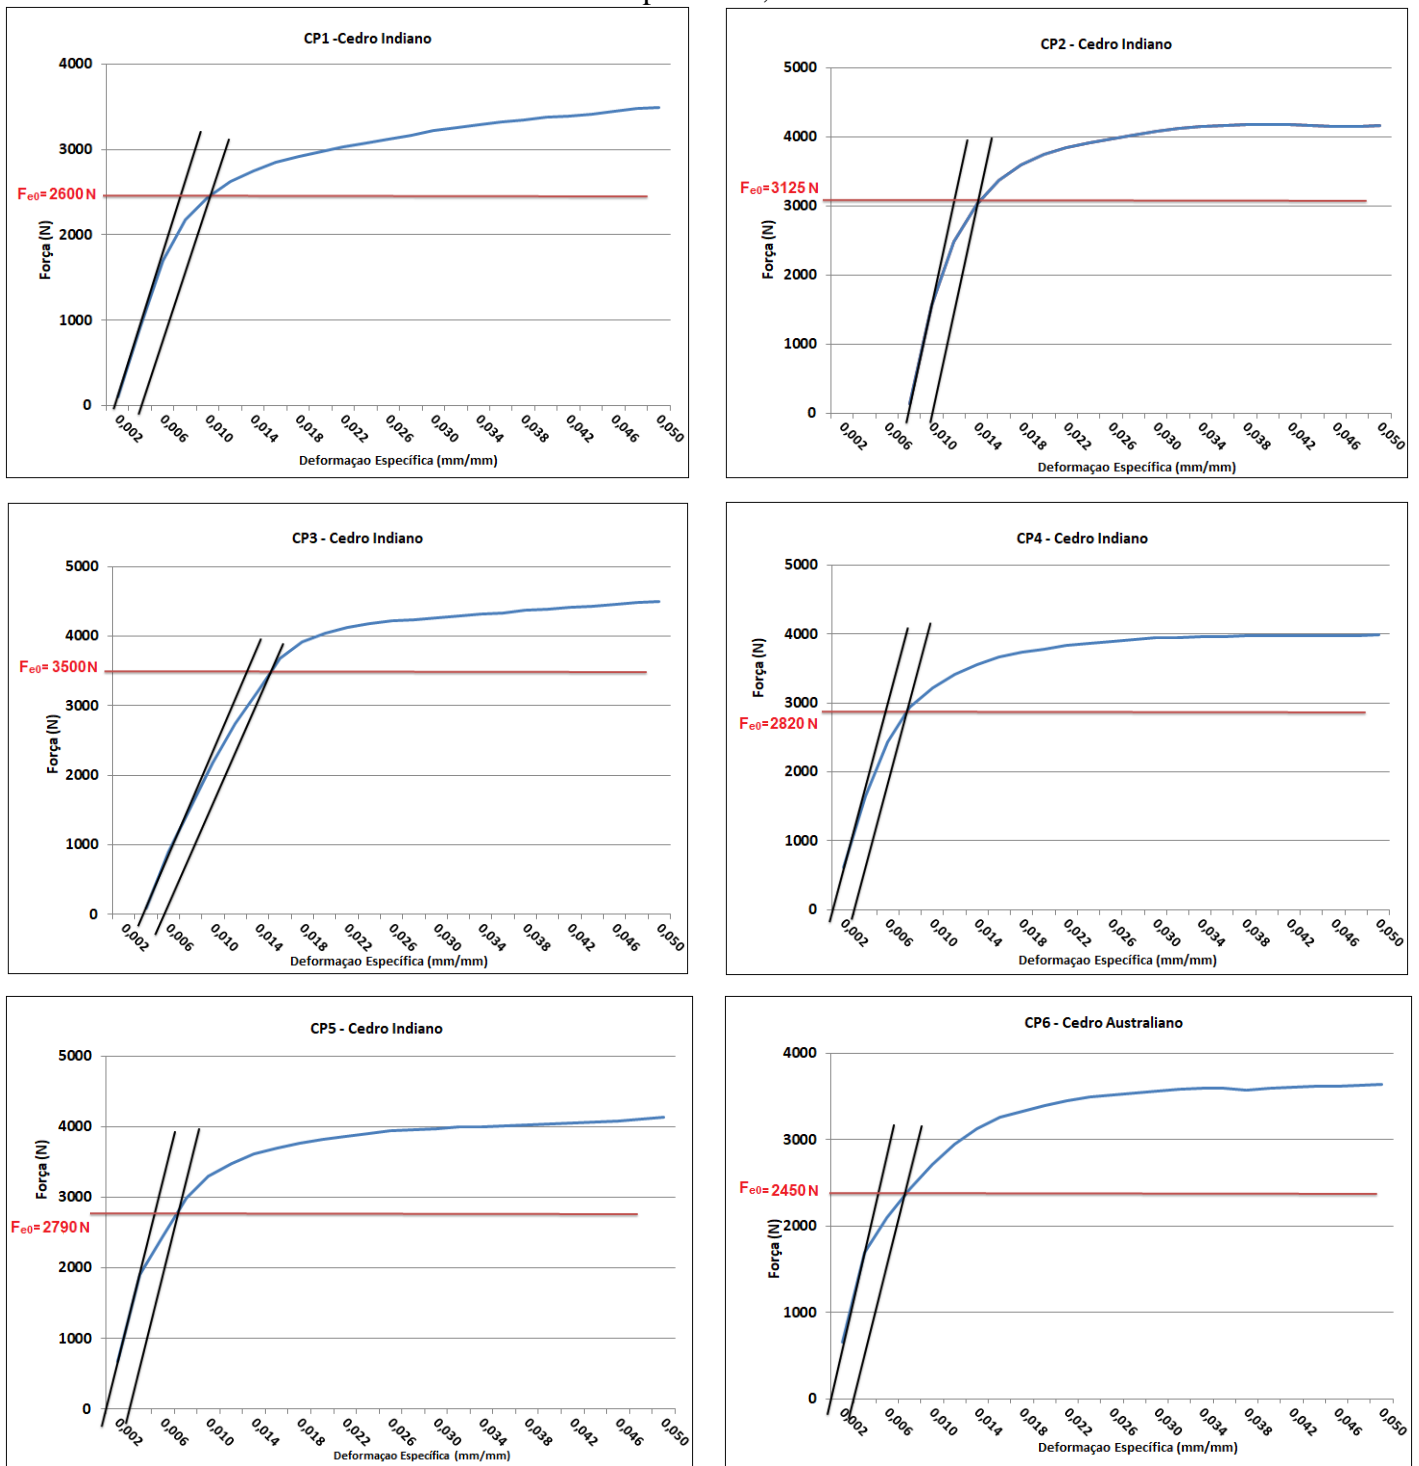 CP1 -Cedro Indiano
4000
3000
Fe0= 2600 N
2000
1000
0
Força (N)
0,002 0,006 0,010 0,014 0,018 0,022 0,026 0,030 0,034 0,038 0,042 0,046 0,050
Deformaçao Específica (mm/mm)
CP2 - Cedro Indiano
5000
4000
Fe0=3125 N
3000
2000
1000
0
Força (N)
0,002 0,006 0,010 0,014 0,018 0,022 0,026 0,030 0,034 0,038 0,042 0,046 0,050
Deformaçao Específica (mm/mm)
CP3 - Cedro Indiano
5000
4000
Fe0= 3500 N
3000
2000
1000
0
Força (N)
0,002 0,006 0,010 0,014 0,018 0,022 0,026 0,030 0,034 0,038 0,042 0,046 0,050
Deformaçao Específica (mm/mm)
CP4 - Cedro Indiano
5000
4000
3000
Fe0=2820 N
2000
1000
0
Força (N)
0,002 0,006 0,010 0,014 0,018 0,022 0,026 0,030 0,034 0,038 0,042 0,046 0,050
Deformaçao Específica (mm/mm)
CP5 - Cedro Indiano
5000
4000
3000
Fe0= 2790 N
2000
1000
0
Força (N)
0,002 0,006 0,010 0,014 0,018 0,022 0,026 0,030 0,034 0,038 0,042 0,046 0,050
Deformaçao Específica (mm/mm)
CP6 - Cedro Australiano
4000
3000
Fe0=2450 N
2000
1000
0
Força (N)
0,002 0,006 0,010 0,014 0,018 0,022 0,026 0,030 0,034 0,038 0,042 0,046 0,050
Deformaçao Específica (mm/mm)